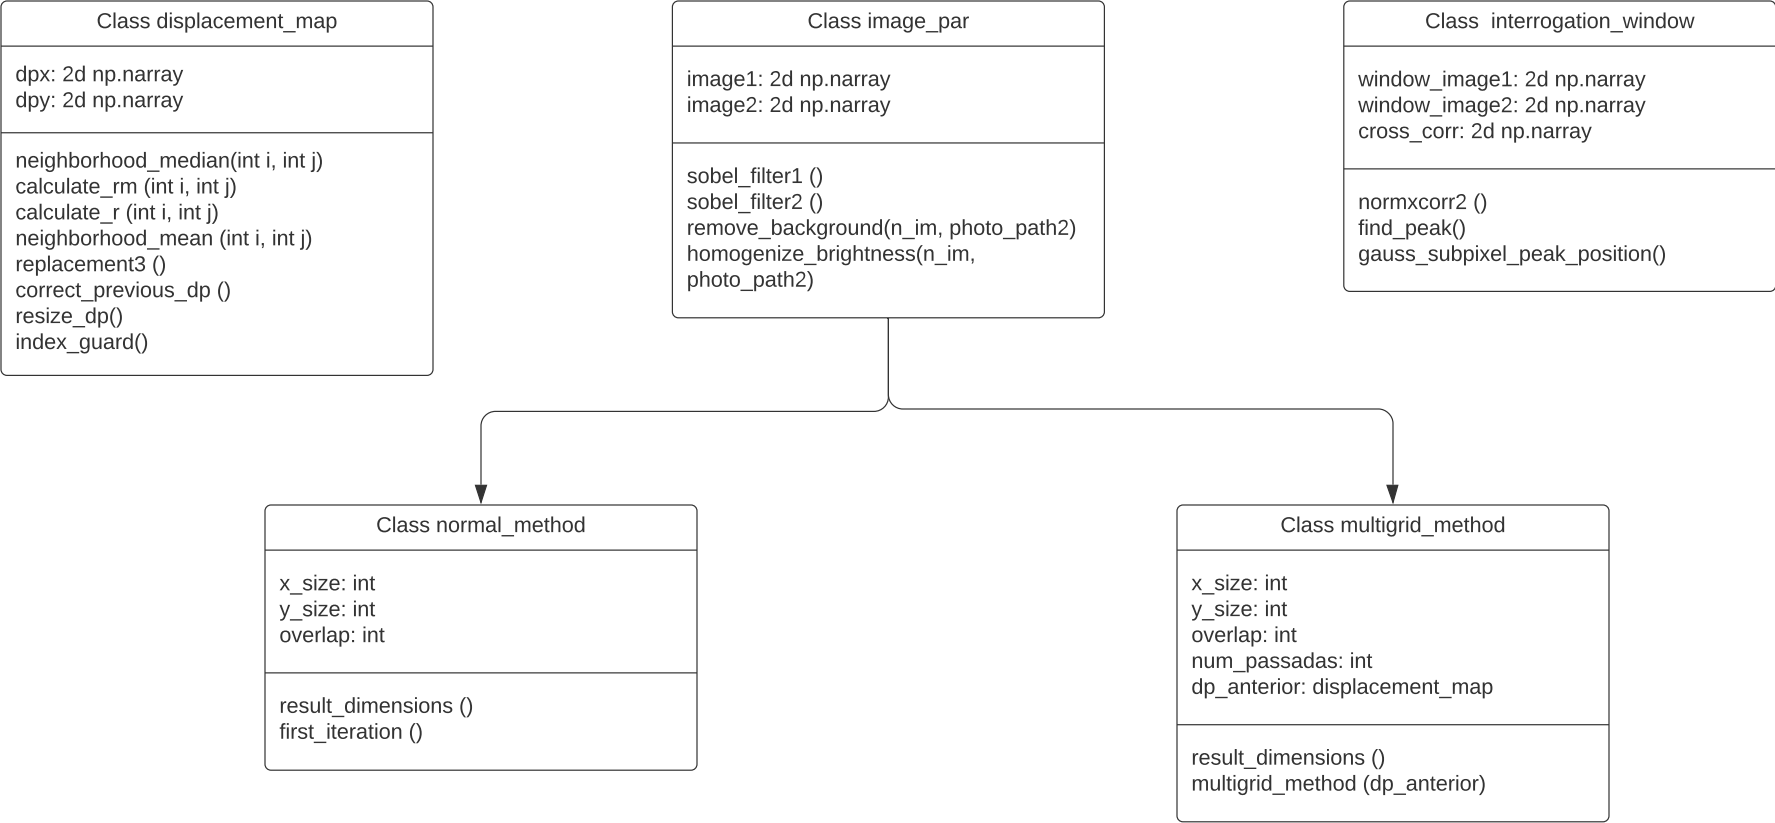 Class displacement_map
dpx: 2d np.narray
dpy: 2d np.narray
neighborhood_median(int i, int j)
calculate_rm (int i, int j)
calculate_r (int i, int j)
neighborhood_mean (int i, int j)
replacement3 ()
correct_previous_dp ()
resize_dp()
index_guard()
Class image_par
image1: 2d np.narray
image2: 2d np.narray
sobel_filter1 ()
sobel_filter2 ()
remove_background(n_im, photo_path2)
homogenize_brightness(n_im,
photo_path2)
Class  interrogation_window
window_image1: 2d np.narray
window_image2: 2d np.narray
cross_corr: 2d np.narray
normxcorr2 ()
find_peak()
gauss_subpixel_peak_position()
Class normal_method
x_size: int
y_size: int
overlap: int
result_dimensions ()
first_iteration ()
Class multigrid_method
x_size: int
y_size: int
overlap: int
num_passadas: int
dp_anterior: displacement_map
result_dimensions ()
multigrid_method (dp_anterior)